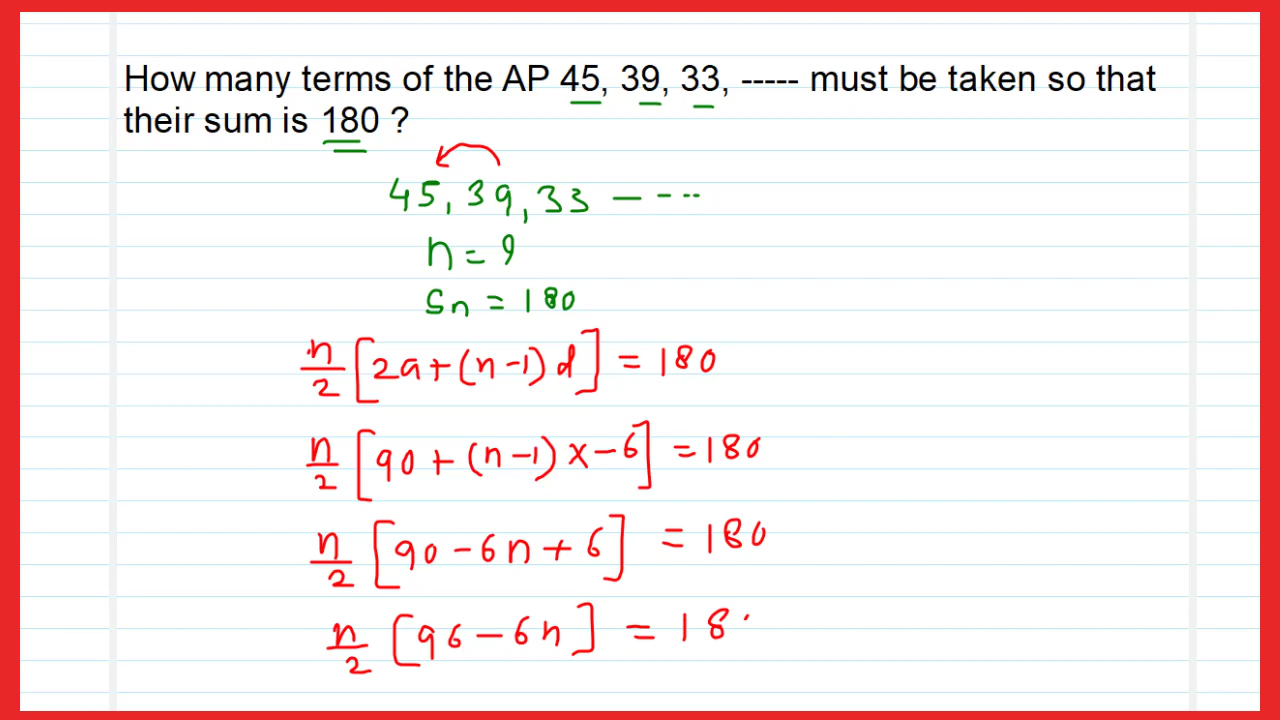 How many terms of the AP 45, 39, 33, ----- must be taken so that
their sum is 180 ?
45, 39, 33 – - --
n = 9
Sn = 180
n/2 [2a + (n -1) d] = 180
n/2 [90 + (n -1) x -6] = 180
n/2 [90 - 6n + 6] = 180
n/2 [96 - 6n] = 18